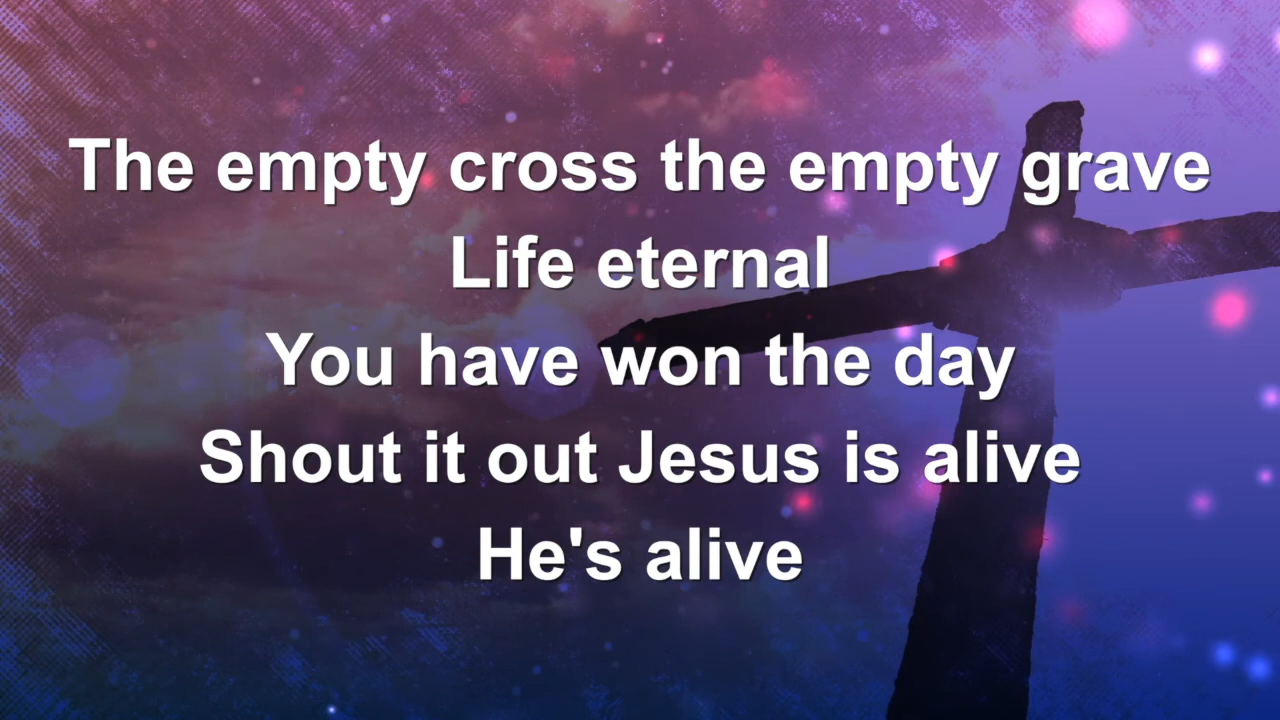 The empty cross the empty grave
Life eternal
You have won the day
Shout it out Jesus is alive
He's alive